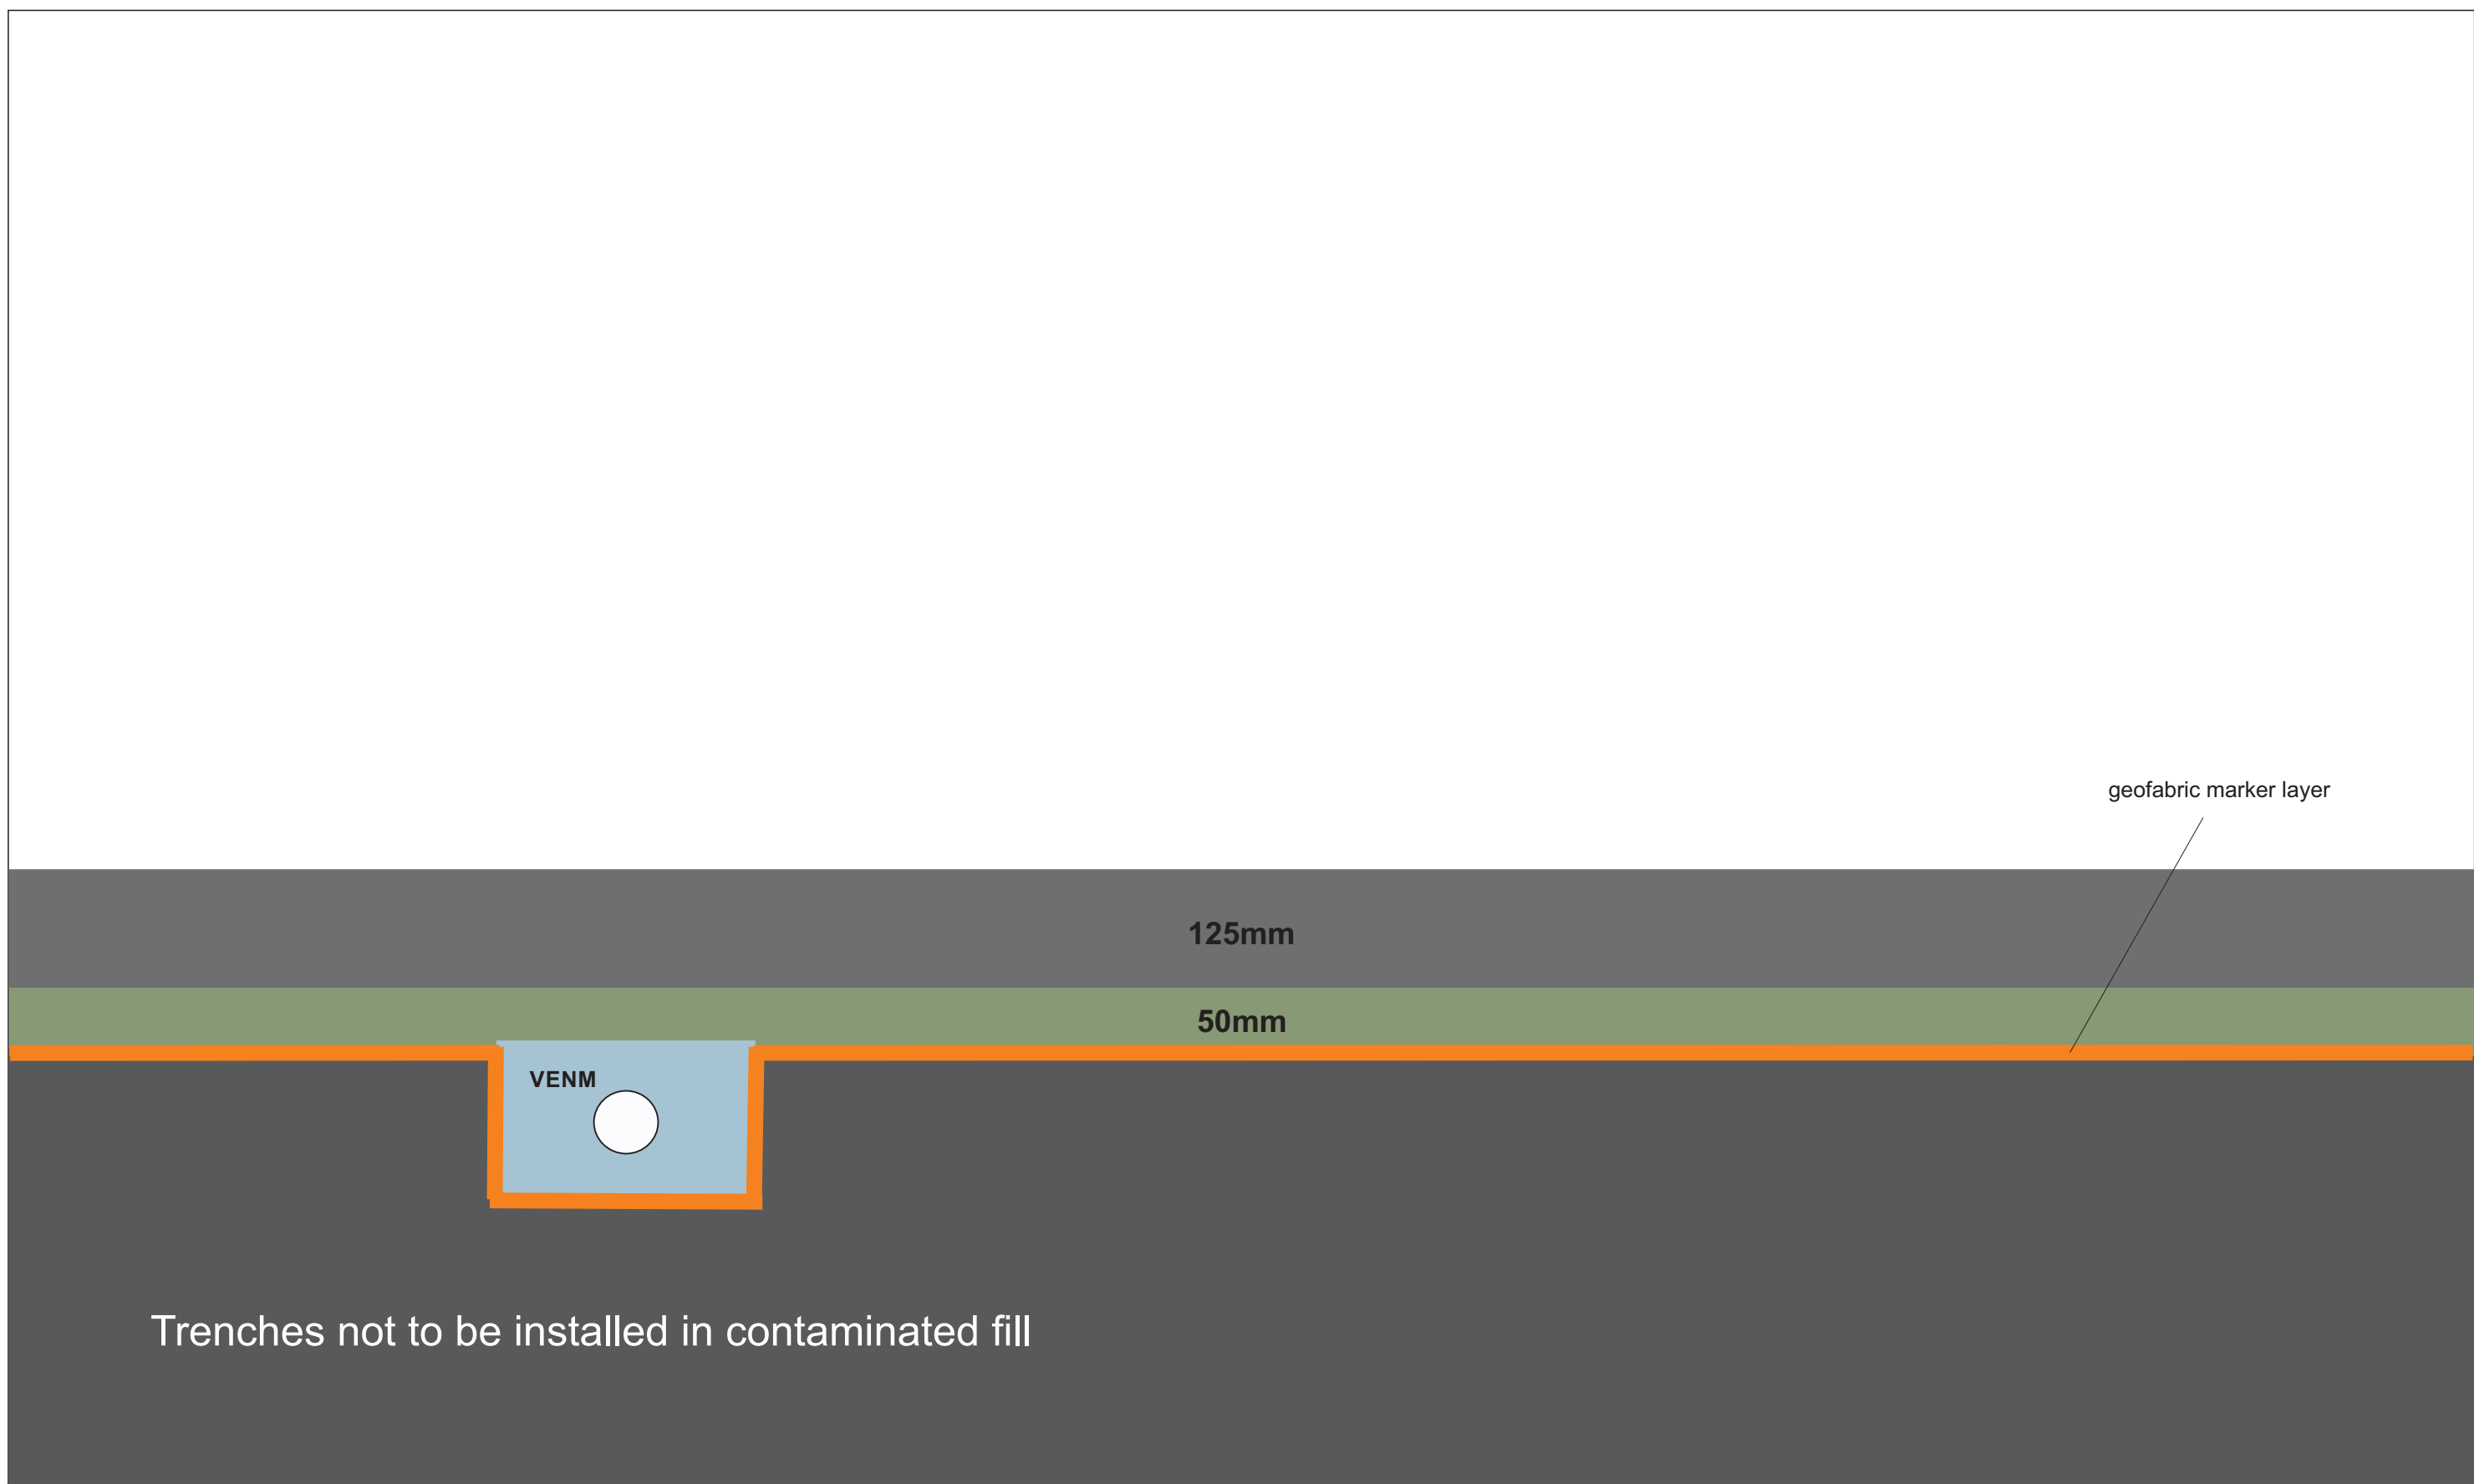 geofabric marker layer
125mm
50mm
VENM
Trenches not to be installed in contaminated fill